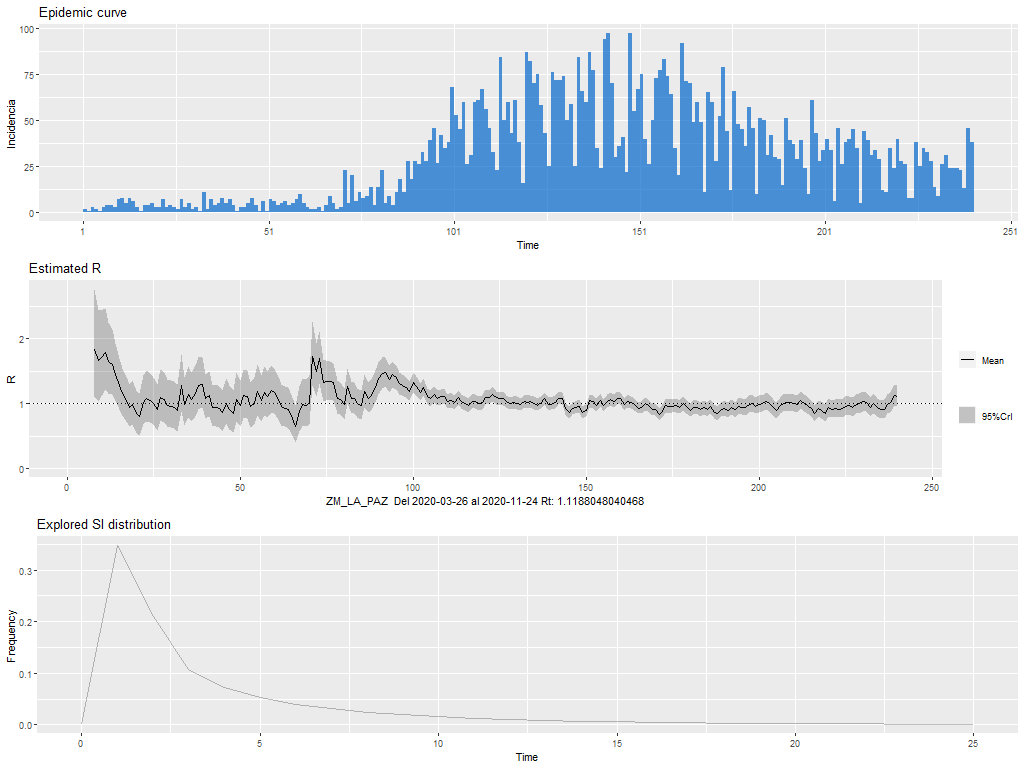 Epidemic curve
100
75
50
25
0
Incidencia
1
51
101
151
201
251
Time
Estimated R
2
1
0
R
0
50
100
150
200
250
ZM_LA_PAZ Del 2020-03-26 al 2020-11-24 Rt: 1.1188048040468
Mean
95%CrI
Explored SI distribution
0.3
0.2
0.1
0.0
Frequency
0
5
10
15
20
25
Time